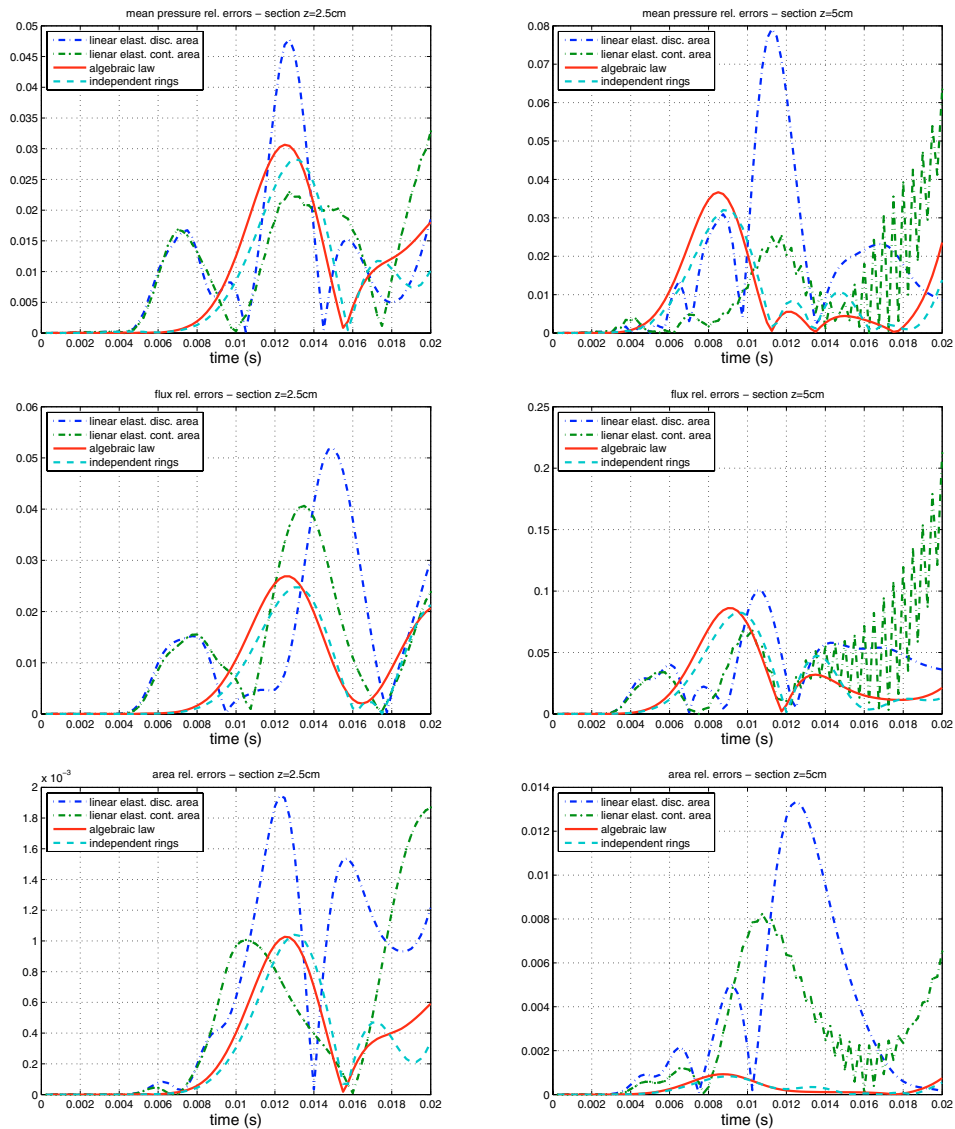 mean pressure rel. errors − section z=2.5cm
0.05
0.045
0.04
0.035
0.03
0.025
0.02
0.015
0.01
0.005
0
linear elast. disc. area
lienar elast. cont. area
algebraic law
independent rings
0 0.002 0.004 0.006 0.008 0.01 0.012 0.014 0.016 0.018 0.02
time (s)
mean pressure rel. errors − section z=5cm
0.08
0.07
0.06
0.05
0.04
0.03
0.02
0.01
0
linear elast. disc. area
lienar elast. cont. area
algebraic law
independent rings
0 0.002 0.004 0.006 0.008 0.01 0.012 0.014 0.016 0.018 0.02
time (s)
flux rel. errors − section z=2.5cm
0.06
0.05
0.04
0.03
0.02
0.01
0
linear elast. disc. area
lienar elast. cont. area
algebraic law
independent rings
0 0.002 0.004 0.006 0.008 0.01 0.012 0.014 0.016 0.018 0.02
time (s)
flux rel. errors − section z=5cm
0.25
0.2
0.15
0.1
0.05
0
linear elast. disc. area
lienar elast. cont. area
algebraic law
independent rings
0 0.002 0.004 0.006 0.008 0.01 0.012 0.014 0.016 0.018 0.02
time (s)
x 10⁻³
area rel. errors − section z=2.5cm
2
1.8
1.6
1.4
1.2
1
0.8
0.6
0.4
0.2
0
linear elast. disc. area
lienar elast. cont. area
algebraic law
independent rings
0 0.002 0.004 0.006 0.008 0.01 0.012 0.014 0.016 0.018 0.02
time (s)
area rel. errors − section z=5cm
0.014
0.012
0.01
0.008
0.006
0.004
0.002
0
linear elast. disc. area
lienar elast. cont. area
algebraic law
independent rings
0 0.002 0.004 0.006 0.008 0.01 0.012 0.014 0.016 0.018 0.02
time (s)